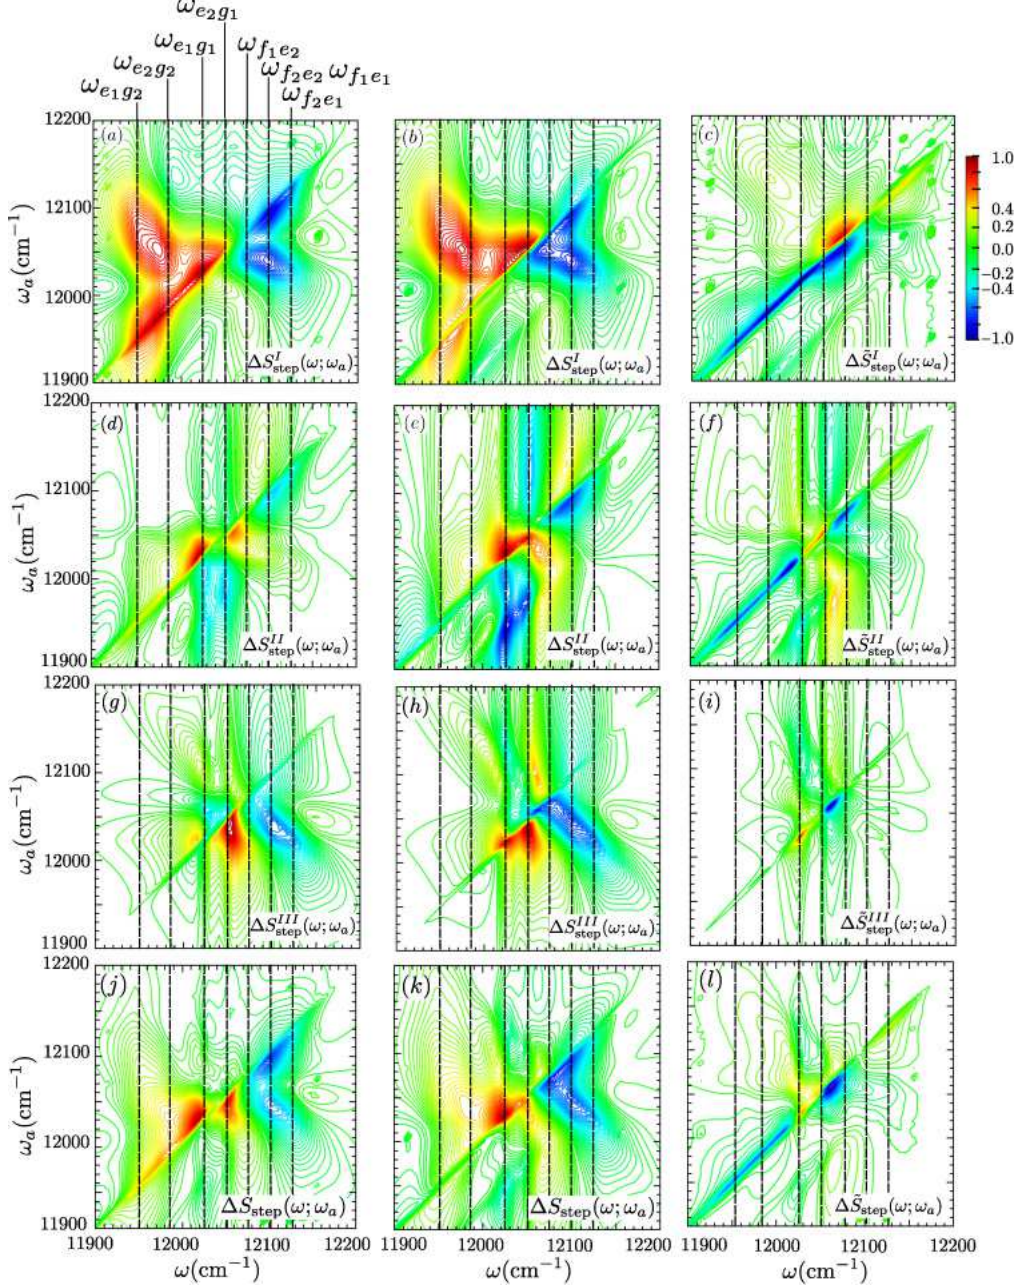 ω_{e_2g_1}
ω_{e_1g_1} ω_{f_1e_2}
ω_{e_2g_2} ω_{f_2e_2} ω_{f_1e_1}
ω_{e_1g_2} ω_{f_2e_1}
12200 (a) (b) (c)
1.0
12100 0.4
ω_a(cm⁻¹) 0.2
0.0
12000 −0.2
−0.4
−1.0
11900 ΔS^I_step(ω; ω_a) ΔS^I_step(ω; ω_a) ΔS̃^I_step(ω; ω_a)
12200 (d) (e) (f)
12100
ω_a(cm⁻¹)
12000
11900 ΔS^{II}_step(ω; ω_a) ΔS^{II}_step(ω; ω_a) ΔS̃^{II}_step(ω; ω_a)
12200 (g) (h) (i)
12100
ω_a(cm⁻¹)
12000
11900 ΔS^{III}_step(ω; ω_a) ΔS^{III}_step(ω; ω_a) ΔS̃^{III}_step(ω; ω_a)
12200 (j) (k) (l)
12100
ω_a(cm⁻¹)
12000
11900 ΔS_step(ω; ω_a) ΔS_step(ω; ω_a) ΔS̃_step(ω; ω_a)
11900 12000 12100 12200 11900 12000 12100 12200 11900 12000 12100 12200
ω(cm⁻¹) ω(cm⁻¹) ω(cm⁻¹)